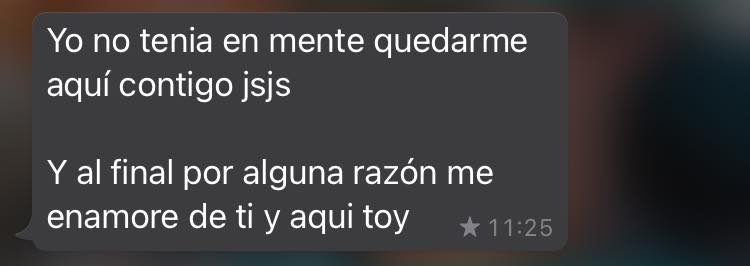 Yo no tenia en mente quedarme
aquí contigo jsjs
Y al final por alguna razón me
enamore de ti y aqui toy
★ 11:25